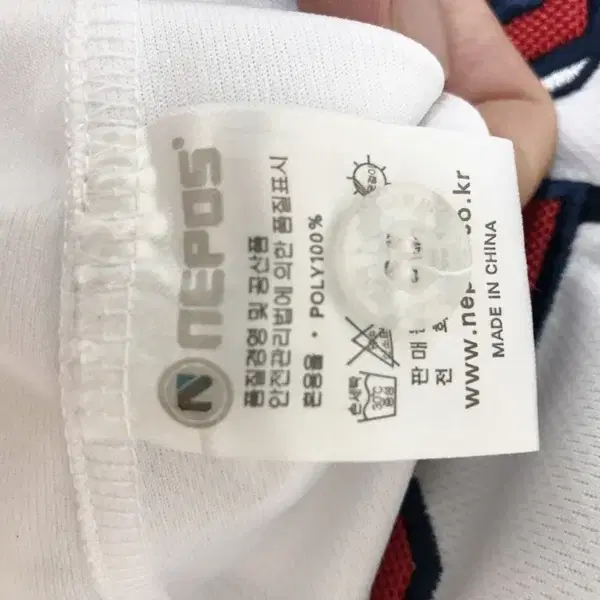 NEPOS®
N
품질경영 및 공산품
안전관리법에 의한 품질표시
혼용율 · POLY100%
손세탁
30℃
중성
판매
전 호
www.nep o.kr
MADE IN CHINA